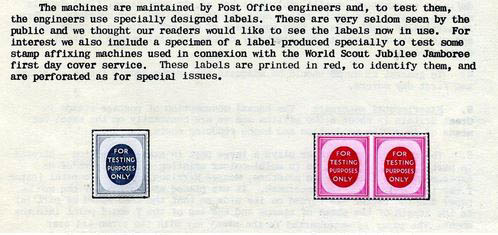 The machines are maintained by Post Office engineers and, to test them,
the engineers use specially designed labels. These are very seldom seen by the
public and we thought our readers would like to see the labels now in use. For
interest we also include a specimen of a label produced specially to test some
stamp affixing machines used in connexion with the World Scout Jubilee Jamboree
first day cover service. These labels are printed in red, to identify them, and
are perforated as for special issues.
FOR
TESTING
PURPOSES
ONLY
FOR
TESTING
PURPOSES
ONLY
FOR
TESTING
PURPOSES
ONLY